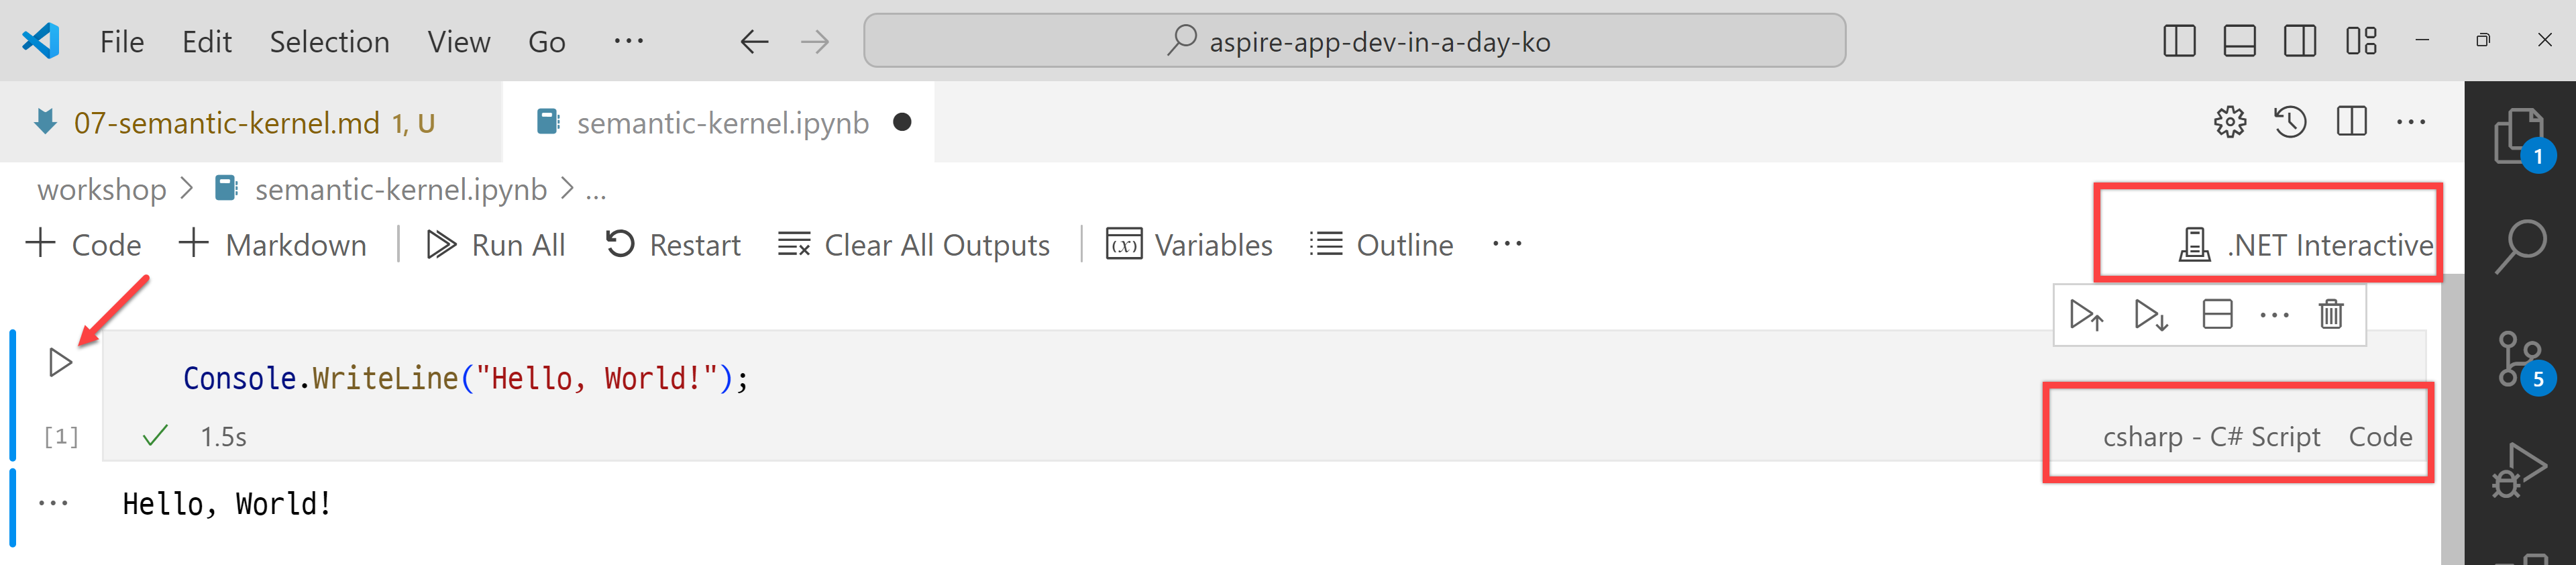 File Edit Selection View Go ... aspire-app-dev-in-a-day-ko
07-semantic-kernel.md 1, U semantic-kernel.ipynb
1
workshop > semantic-kernel.ipynb > ...
+ Code + Markdown Run All Restart Clear All Outputs (x) Variables Outline ... .NET Interactive
Console.WriteLine("Hello, World!");
5
[1] 1.5s csharp - C# Script Code
Hello, World!